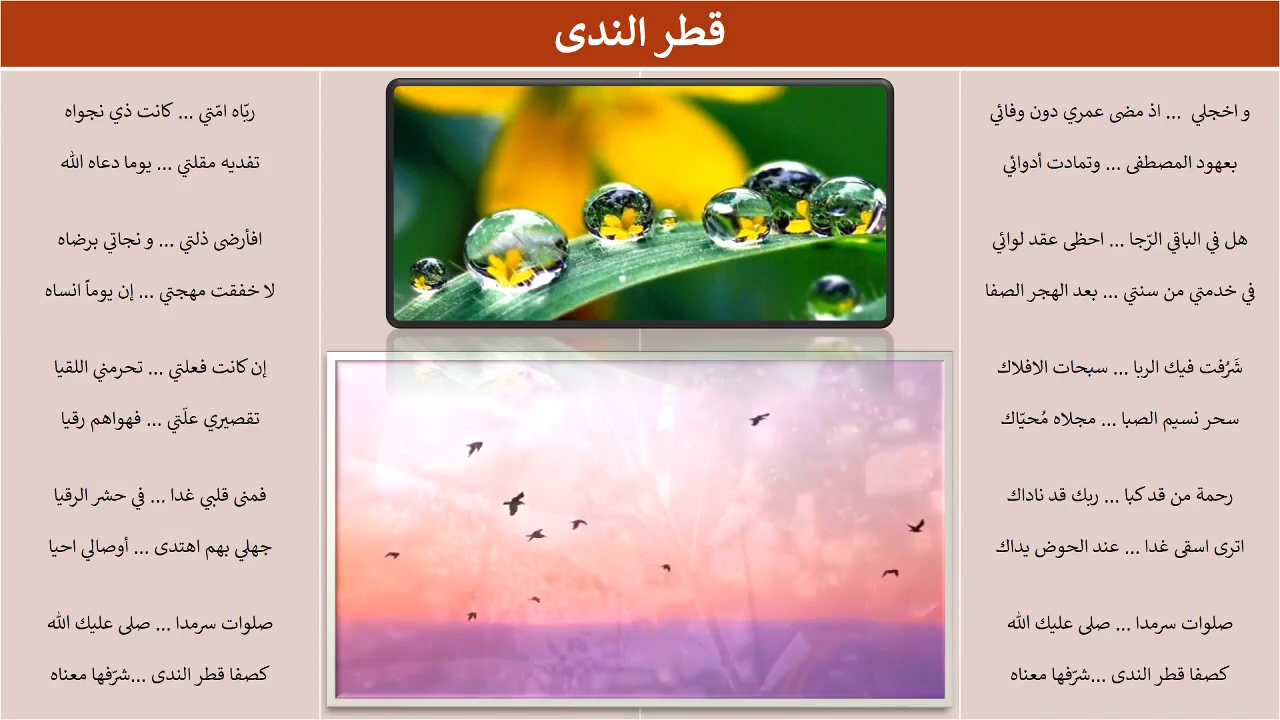 قطر الندى
و اخجلي ... اذ مضى عمري دون وفائي
بعهود المصطفى ... وتمادت أدوائي
هل في الباقي الرّجا ... احظى عقد لوائي
في خدمتي من سنتي ... بعد الهجر الصفا
شَرُفت فيك الربا ... سبحات الافلاك
سحر نسيم الصبا ... مجلاه مُحيّاك
رحمة من قد كبا ... ربك قد ناداك
اترى اسقى غدا ... عند الحوض يداك
صلوات سرمدا ... صلى عليك الله
كصفا قطر الندى ...شرّفها معناه
ربّاه امّتي ... كانت ذي نجواه
تفديه مقلتي ... يوما دعاه الله
افأرضى ذلتي ... و نجاتي برضاه
لا خفقت مهجتي ... إن يوماً انساه
إن كانت فعلتي ... تحرمني اللقيا
تقصيري علّتي ... فهواهم رقيا
فمنى قلبي غدا ... في حشر الرقيا
جهلي بهم اهتدى ... أوصالي احيا
صلوات سرمدا ... صلى عليك الله
كصفا قطر الندى ...شرّفها معناه